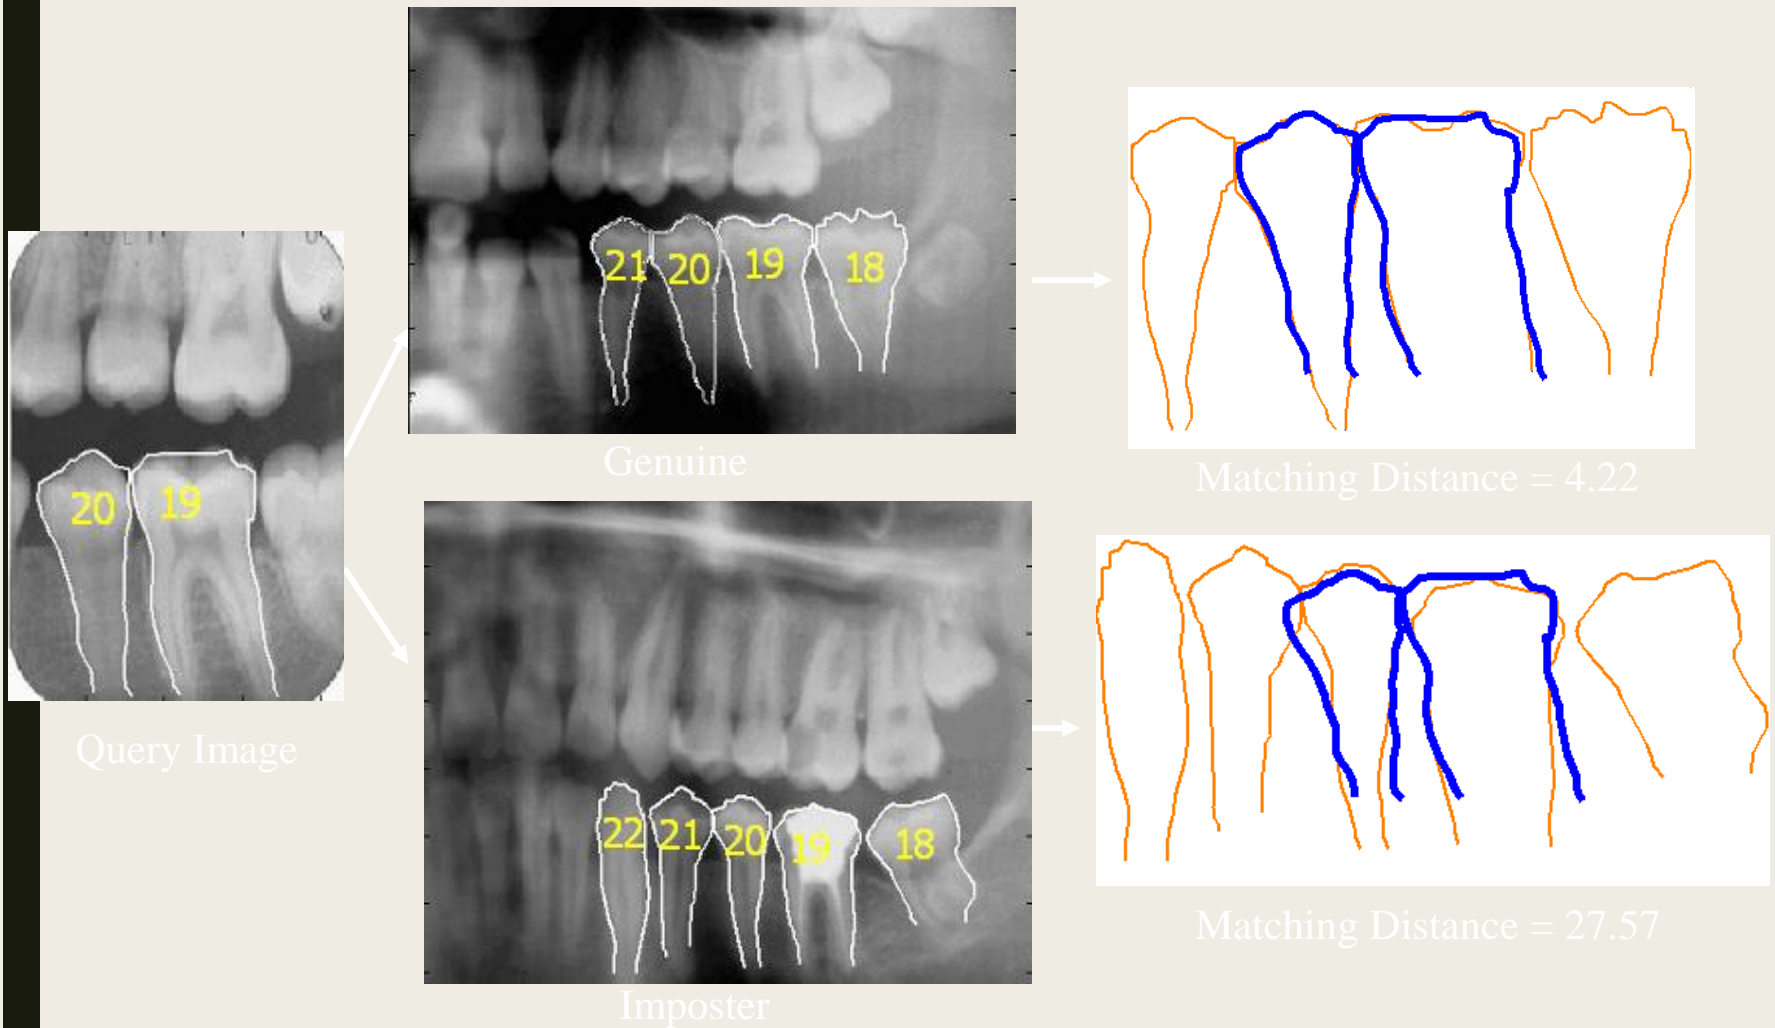 20 19
Query Image
21 20 19 18
Genuine
Matching Distance = 4.22
22 21 20 19 18
Imposter
Matching Distance = 27.57